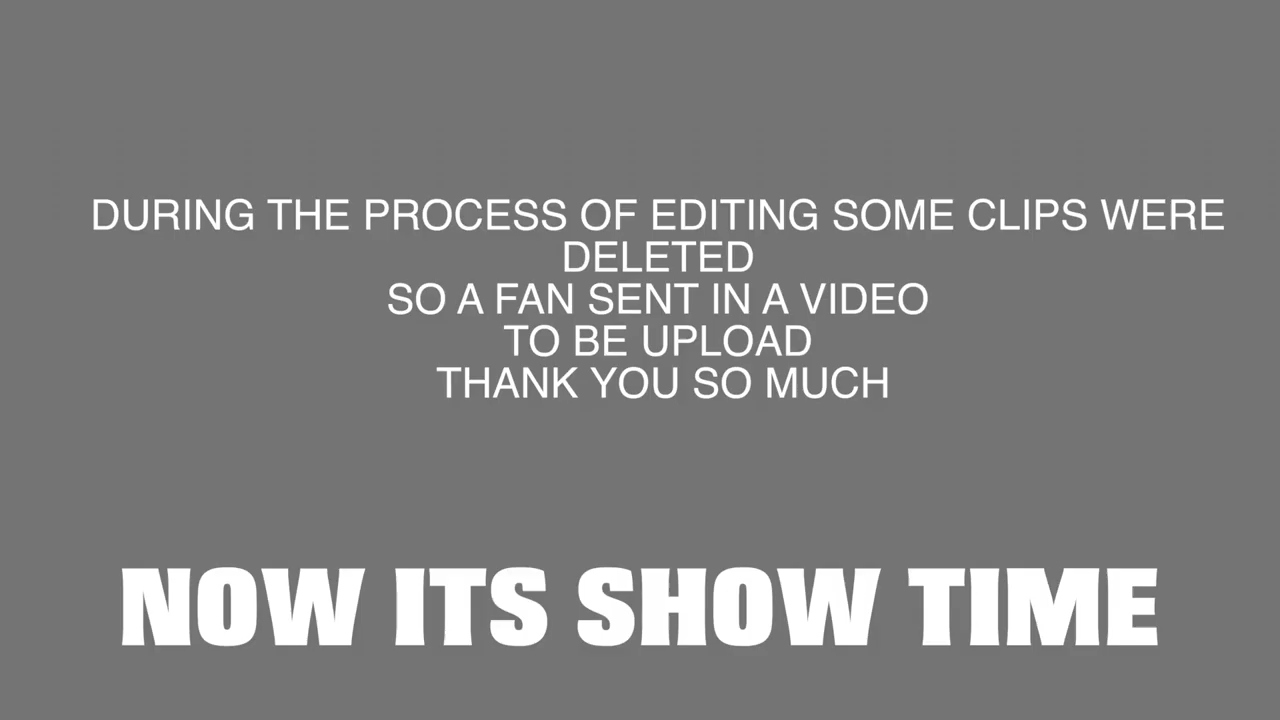 DURING THE PROCESS OF EDITING SOME CLIPS WERE
DELETED
SO A FAN SENT IN A VIDEO
TO BE UPLOAD
THANK YOU SO MUCH
NOW ITS SHOW TIME